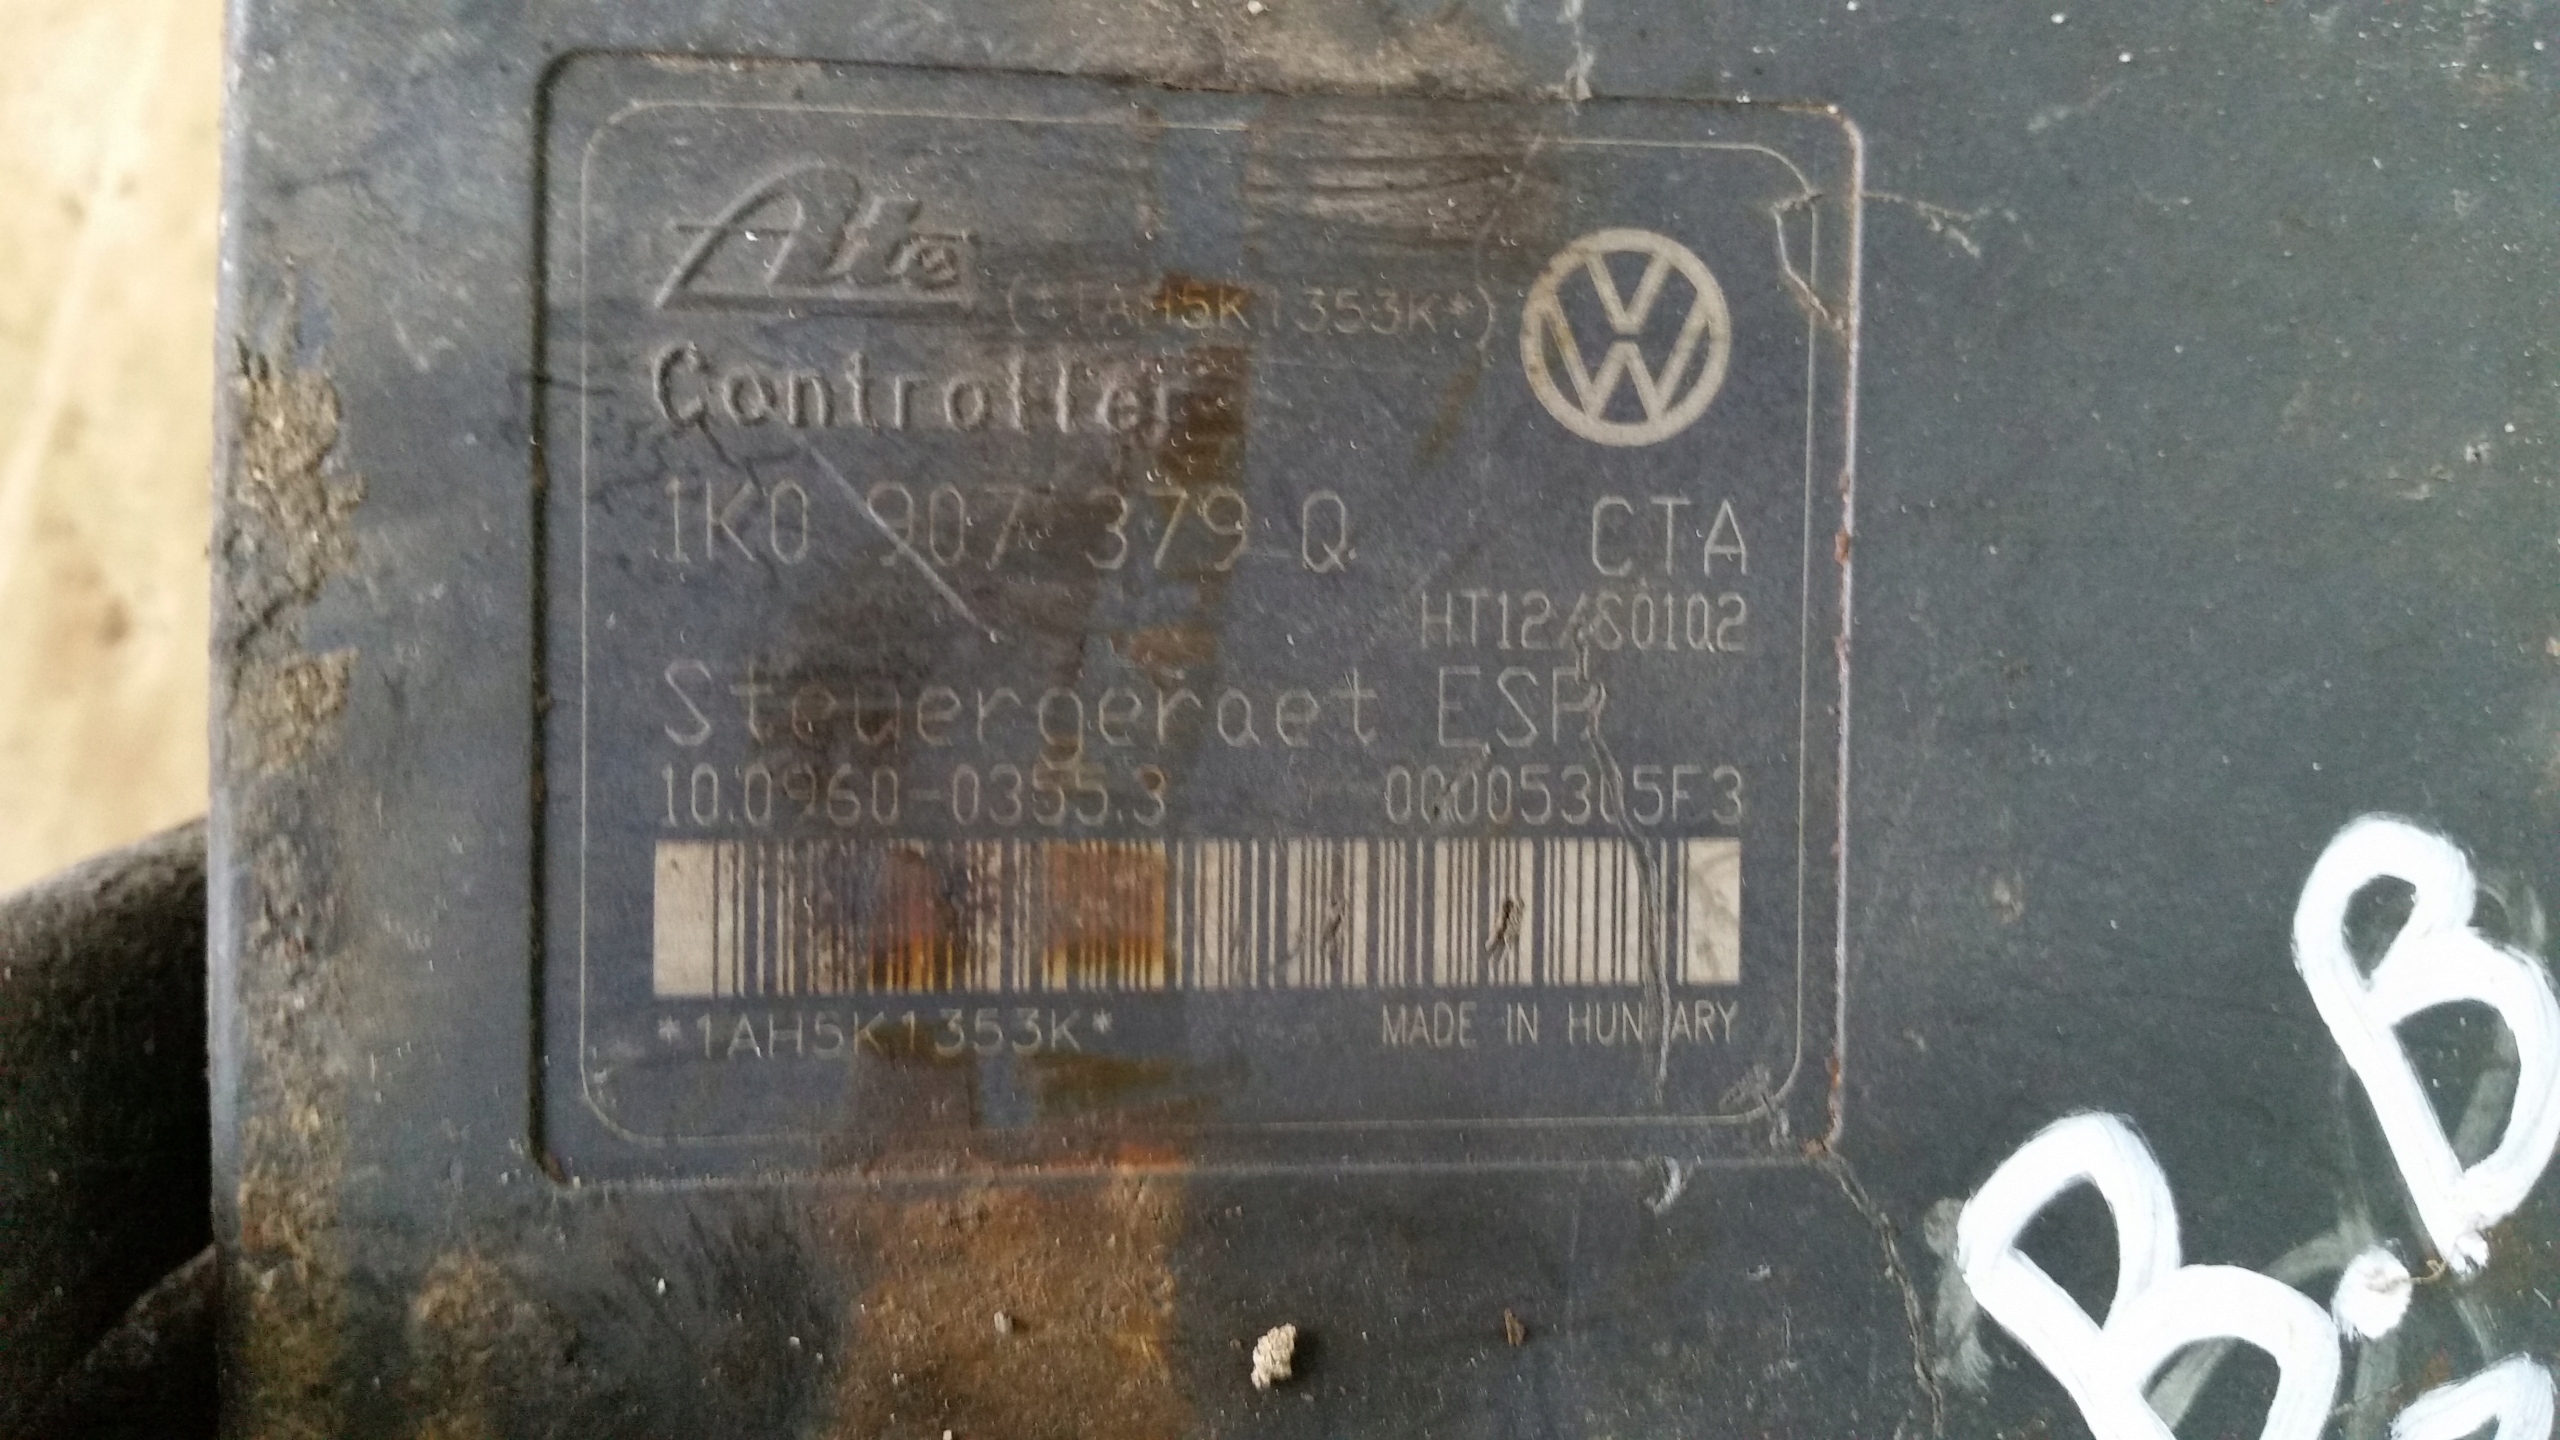 Ate
(*1AH5K1353K*)
Controller
1K0 907 379 Q
CTA
HT12/S0102
Steuergeraet ESP
10.0960-0355.3
00005305F3
*1AH5K1353K*
MADE IN HUNGARY
B.B